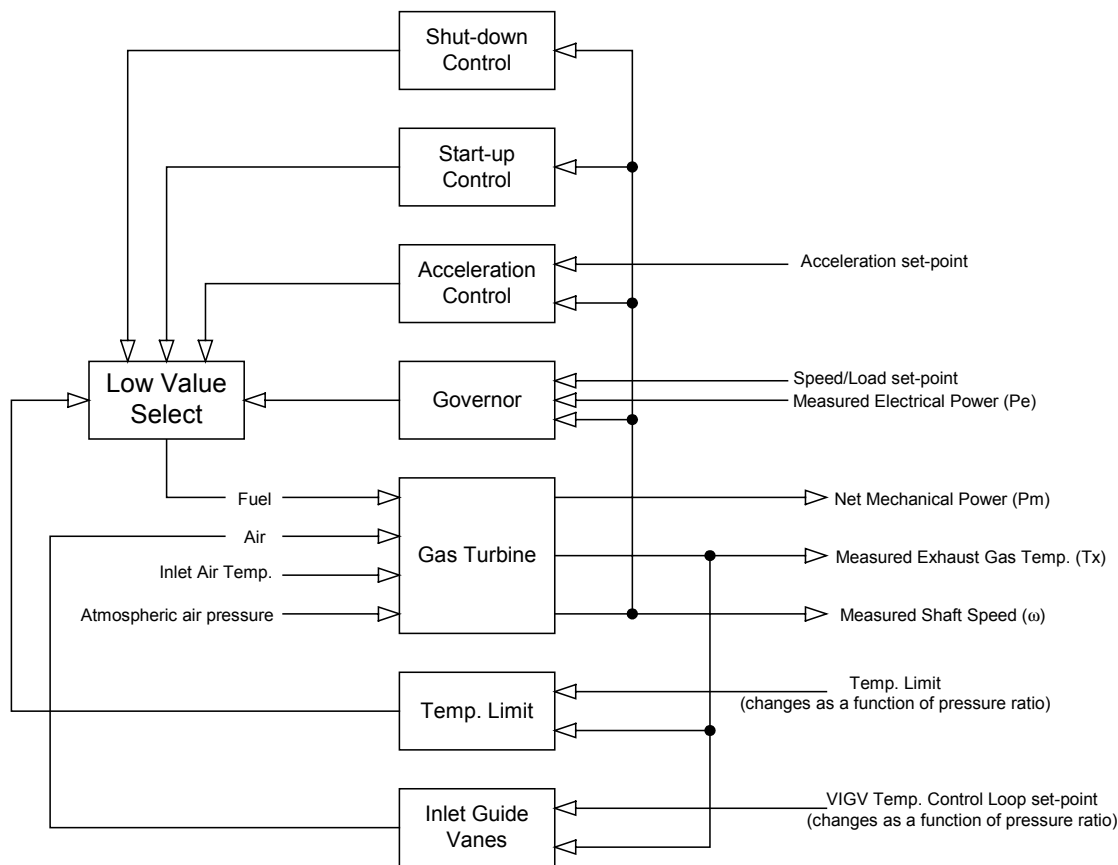 Shut-down
Control
Start-up
Control
Acceleration
Control
Acceleration set-point
Low Value
Select
Governor
Speed/Load set-point
Measured Electrical Power (Pe)
Fuel
Air
Inlet Air Temp.
Atmospheric air pressure
Gas Turbine
Net Mechanical Power (Pm)
Measured Exhaust Gas Temp. (Tx)
Measured Shaft Speed (ω)
Temp. Limit
Temp. Limit
(changes as a function of pressure ratio)
Inlet Guide
Vanes
VIGV Temp. Control Loop set-point
(changes as a function of pressure ratio)